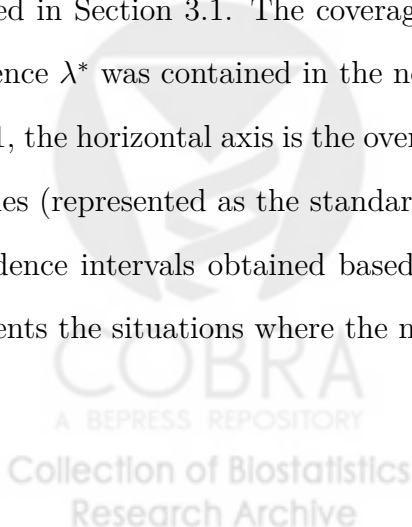 ed in Section 3.1. The coverag
ence λ* was contained in the n
1, the horizontal axis is the over
es (represented as the standar
dence intervals obtained based
ents the situations where the n
COBRA
A BEPRESS REPOSITORY
Collection of Biostatistics
Research Archive